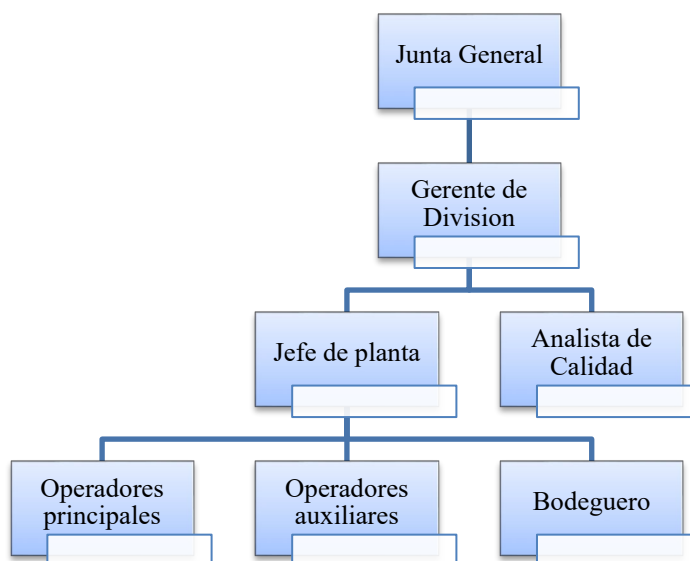 Junta General
Gerente de
Division
Jefe de planta
Analista de
Calidad
Operadores
principales
Operadores
auxiliares
Bodeguero